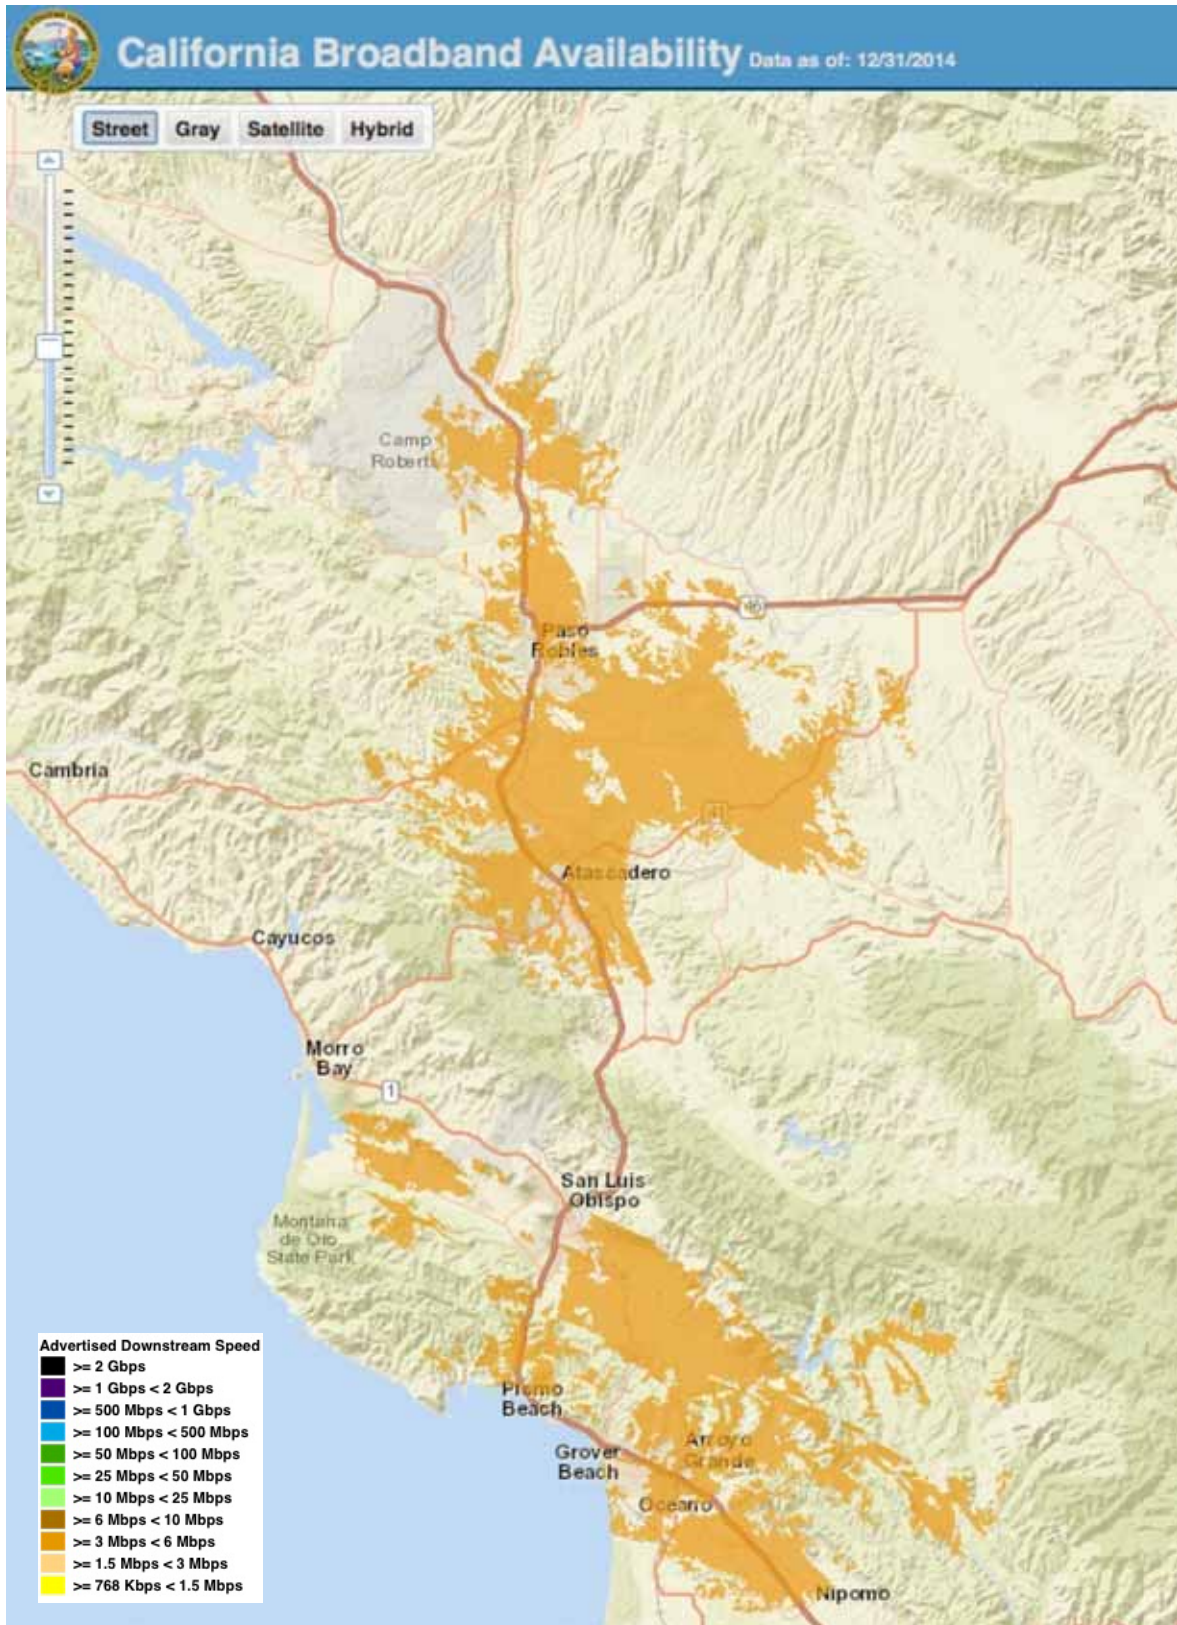 California Broadband Availability Data as of: 12/31/2014
Street Gray Satellite Hybrid
Camp
Roberts
46
Paso
Robles
Cambria
41
Atascadero
Cayucos
Morro
Bay
1
San Luis
Obispo
Montana
de Oro
State Park
Advertised Downstream Speed
>= 2 Gbps
>= 1 Gbps < 2 Gbps
>= 500 Mbps < 1 Gbps
>= 100 Mbps < 500 Mbps
>= 50 Mbps < 100 Mbps
>= 25 Mbps < 50 Mbps
>= 10 Mbps < 25 Mbps
>= 6 Mbps < 10 Mbps
>= 3 Mbps < 6 Mbps
>= 1.5 Mbps < 3 Mbps
>= 768 Kbps < 1.5 Mbps
Pismo
Beach
Grover
Beach
Arroyo
Grande
Oceano
Nipomo